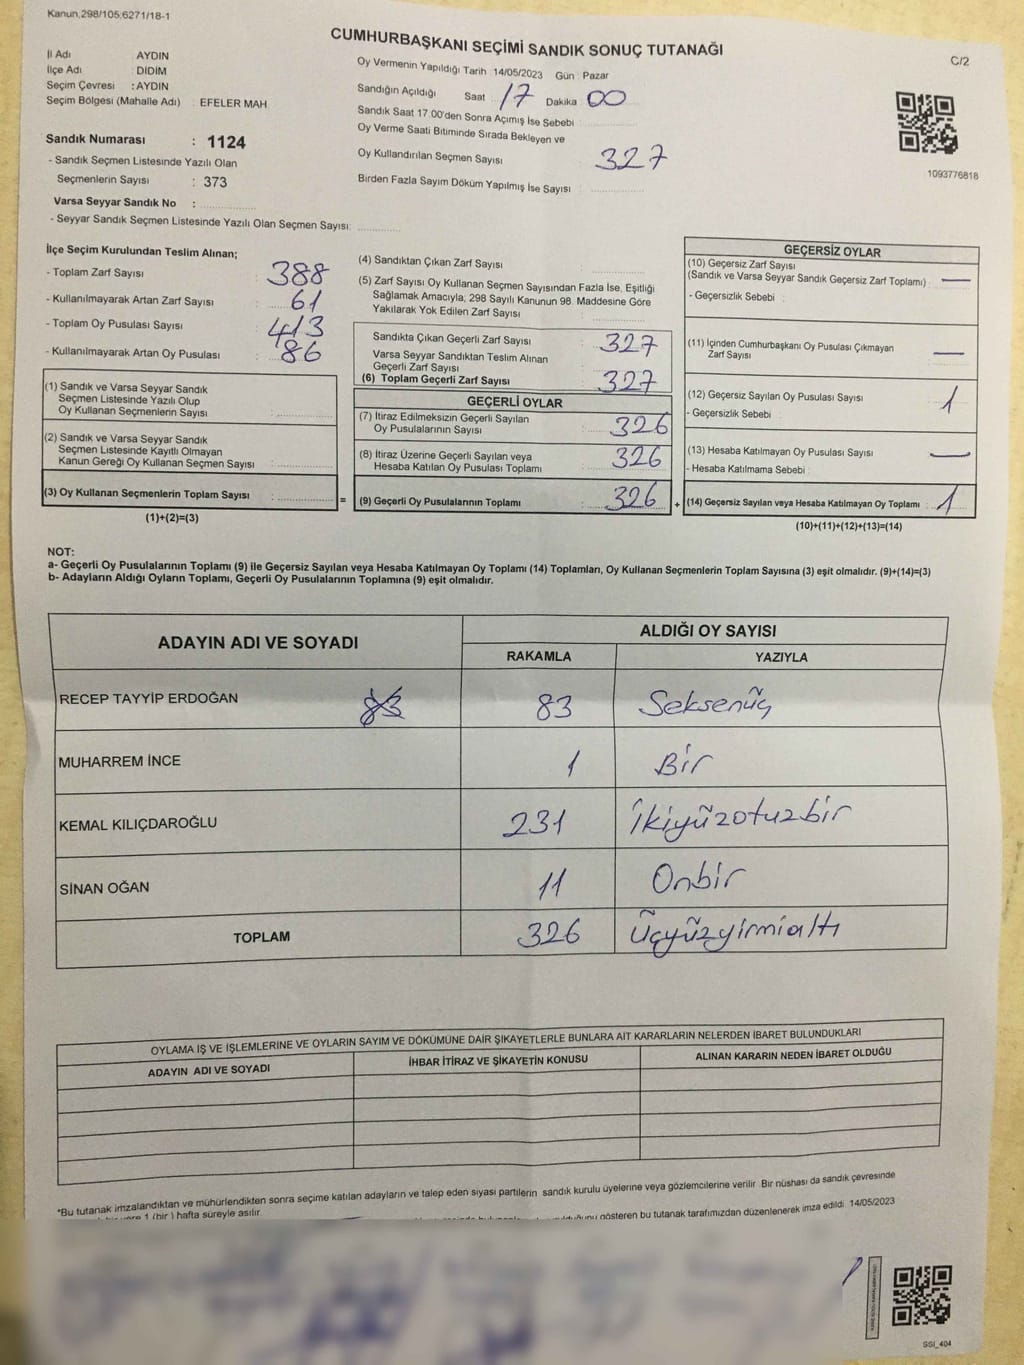 Kanun.298/105,6271/18-1
CUMHURBAŞKANI SEÇİMİ SANDIK SONUÇ TUTANAĞI
C/2
İl Adı AYDIN
İlçe Adı : DİDİM
Seçim Çevresi : AYDIN
Seçim Bölgesi (Mahalle Adı) : EFELER MAH
Sandık Numarası : 1124
- Sandık Seçmen Listesinde Yazılı Olan
Seçmenlerin Sayısı : 373
Varsa Seyyar Sandık No :
- Seyyar Sandık Seçmen Listesinde Yazılı Olan Seçmen Sayısı:
Oy Vermenin Yapıldığı Tarih 14/05/2023 Gün : Pazar
Sandığın Açıldığı Saat : 17 Dakika 00
Sandık Saat 17:00'den Sonra Açımış İse Sebebi :
Oy Verme Saati Bitiminde Sırada Bekleyen ve
Oy Kullandırılan Seçmen Sayısı : 327
Birden Fazla Sayım Döküm Yapılmış İse Sayısı :
1093776818
İlçe Seçim Kurulundan Teslim Alınan;
- Toplam Zarf Sayısı : 388
- Kullanılmayarak Artan Zarf Sayısı : 61
- Toplam Oy Pusulası Sayısı : 413
- Kullanılmayarak Artan Oy Pusulası : 86
(1) Sandık ve Varsa Seyyar Sandık
Seçmen Listesinde Yazılı Olup
Oy Kullanan Seçmenlerin Sayısı :
(2) Sandık ve Varsa Seyyar Sandık
Seçmen Listesinde Kayıtlı Olmayan
Kanun Gereği Oy Kullanan Seçmen Sayısı :
(3) Oy Kullanan Seçmenlerin Toplam Sayısı : =
(1)+(2)=(3)
(4) Sandıktan Çıkan Zarf Sayısı :
(5) Zarf Sayısı Oy Kullanan Seçmen Sayısından Fazla İse, Eşitliği
Sağlamak Amacıyla; 298 Sayılı Kanunun 98. Maddesine Göre
Yakılarak Yok Edilen Zarf Sayısı :
Sandıkta Çıkan Geçerli Zarf Sayısı : 327
Varsa Seyyar Sandıktan Teslim Alınan
Geçerli Zarf Sayısı :
(6) Toplam Geçerli Zarf Sayısı : 327
GEÇERLİ OYLAR
(7) İtiraz Edilmeksizin Geçerli Sayılan
Oy Pusulalarının Sayısı : 326
(8) İtiraz Üzerine Geçerli Sayılan veya
Hesaba Katılan Oy Pusulası Toplamı : 326
(9) Geçerli Oy Pusulalarının Toplamı : 326 +
GEÇERSİZ OYLAR
(10) Geçersiz Zarf Sayısı
(Sandık ve Varsa Seyyar Sandık Geçersiz Zarf Toplamı) : —
- Geçersizlik Sebebi :
(11) İçinden Cumhurbaşkanı Oy Pusulası Çıkmayan
Zarf Sayısı : —
(12) Geçersiz Sayılan Oy Pusulası Sayısı : 1
- Geçersizlik Sebebi :
(13) Hesaba Katılmayan Oy Pusulası Sayısı : —
- Hesaba Katılmama Sebebi :
(14) Geçersiz Sayılan veya Hesaba Katılmayan Oy Toplamı : 1
(10)+(11)+(12)+(13)=(14)
NOT:
a- Geçerli Oy Pusulalarının Toplamı (9) ile Geçersiz Sayılan veya Hesaba Katılmayan Oy Toplamı (14) Toplamları, Oy Kullanan Seçmenlerin Toplam Sayısına (3) eşit olmalıdır. (9)+(14)=(3)
b- Adayların Aldığı Oyların Toplamı, Geçerli Oy Pusulalarının Toplamına (9) eşit olmalıdır.
ADAYIN ADI VE SOYADI ALDIĞI OY SAYISI
RAKAMLA YAZIYLA
RECEP TAYYİP ERDOĞAN 83 83 Seksenüç
MUHARREM İNCE 1 Bir
KEMAL KILIÇDAROĞLU 231 İkiyüzotuzbir
SİNAN OĞAN 11 Onbir
TOPLAM 326 Üçyüzyirmialtı
OYLAMA İŞ VE İŞLEMLERİNE VE OYLARIN SAYIM VE DÖKÜMÜNE DAİR ŞİKAYETLERLE BUNLARA AİT KARARLARIN NELERDEN İBARET BULUNDUKLARI
ADAYIN ADI VE SOYADI İHBAR İTİRAZ VE ŞİKAYETİN KONUSU ALINAN KARARIN NEDEN İBARET OLDUĞU
*Bu tutanak imzalandıktan ve mühürlendikten sonra seçime katılan adayların ve talep eden siyasi partilerin sandık kurulu üyelerine veya gözlemcilerine verilir. Bir nüshası da sandık çevresinde
1 (bir) hafta süreyle asılır.
gösteren bu tutanak tarafımızdan düzenlenerek imza edildi. 14/05/2023
SSI_404